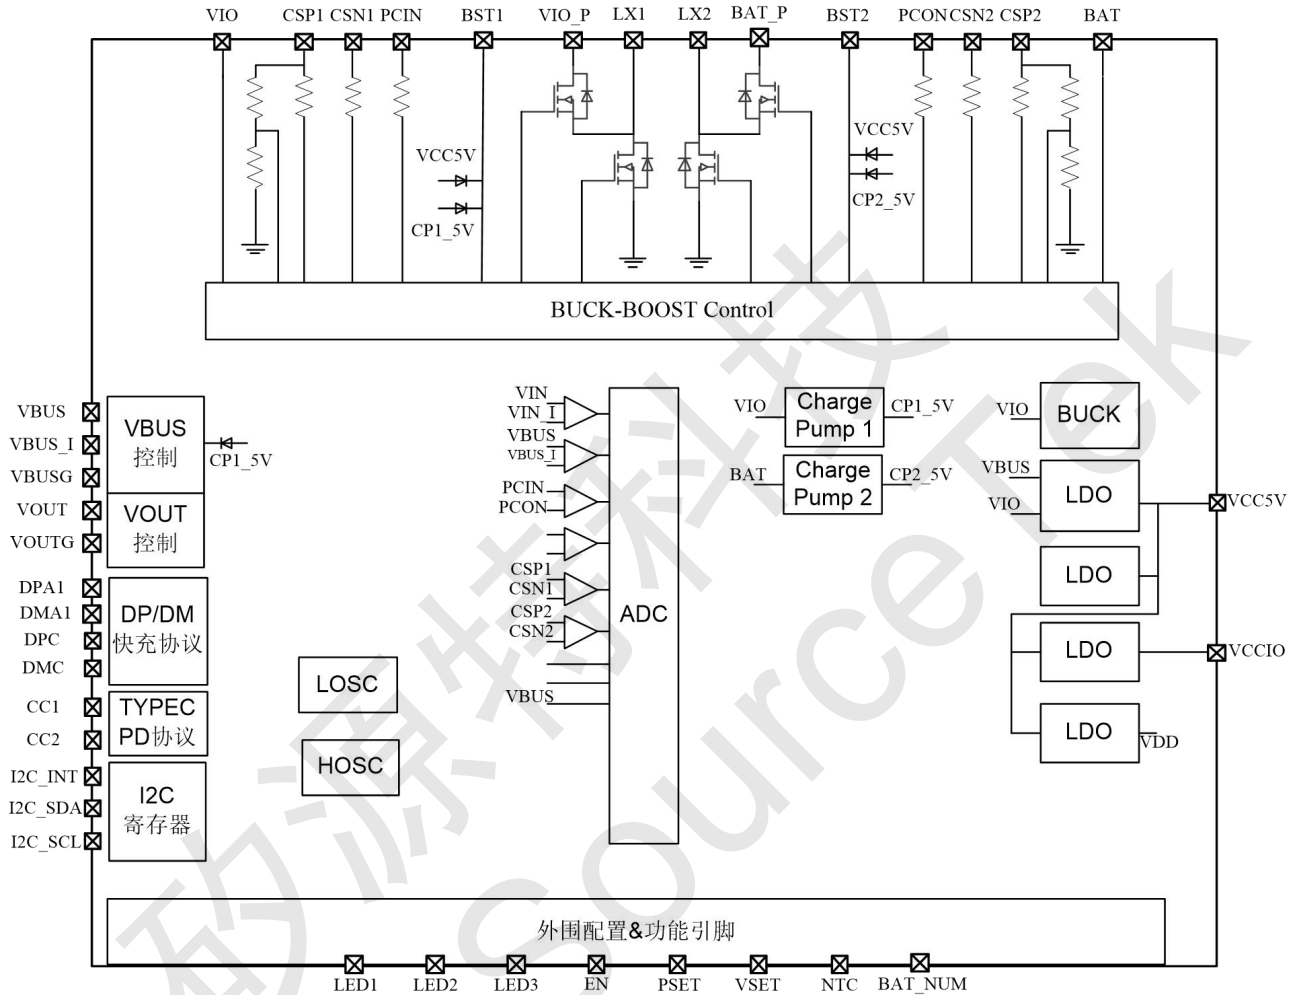 VIO CSP1 CSN1 PCIN BST1 VIO_P LX1 LX2 BAT_P BST2 PCON CSN2 CSP2 BAT
VCC5V
CP1_5V
VCC5V
CP2_5V
BUCK-BOOST Control
VBUS
VBUS_I
VBUSG
VOUT
VOUTG
VBUS
控制
CP1_5V
VOUT
控制
DPA1
DMA1
DPC
DMC
DP/DM
快充协议
CC1
CC2
TYPEC
PD协议
I2C_INT
I2C_SDA
I2C_SCL
I2C
寄存器
LOSC
HOSC
VIN
VIN_I
VBUS
VBUS_I
PCIN
PCON
CSP1
CSN1
CSP2
CSN2
VBUS
ADC
VIO
Charge
Pump 1
CP1_5V
BAT
Charge
Pump 2
CP2_5V
VIO
BUCK
VBUS
VIO
LDO
VCC5V
LDO
LDO
VCCIO
LDO
VDD
外围配置&功能引脚
LED1 LED2 LED3 EN PSET VSET NTC BAT_NUM
矽源特科技
SourceTek